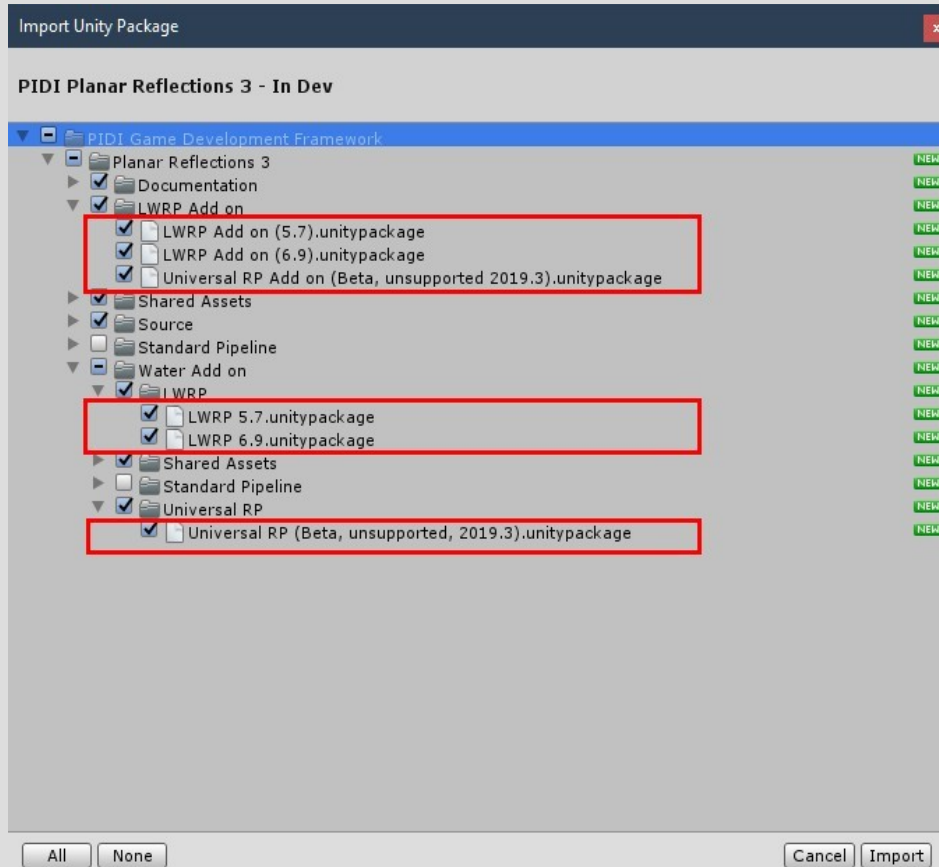 Import Unity Package
x
PIDI Planar Reflections 3 - In Dev
PIDI Game Development Framework
Planar Reflections 3 NEW
Documentation NEW
LWRP Add on NEW
LWRP Add on (5.7).unitypackage NEW
LWRP Add on (6.9).unitypackage NEW
Universal RP Add on (Beta, unsupported 2019.3).unitypackage NEW
Shared Assets NEW
Source NEW
Standard Pipeline NEW
Water Add on NEW
LWRP NEW
LWRP 5.7.unitypackage NEW
LWRP 6.9.unitypackage NEW
Shared Assets NEW
Standard Pipeline NEW
Universal RP NEW
Universal RP (Beta, unsupported, 2019.3).unitypackage NEW
All None Cancel Import